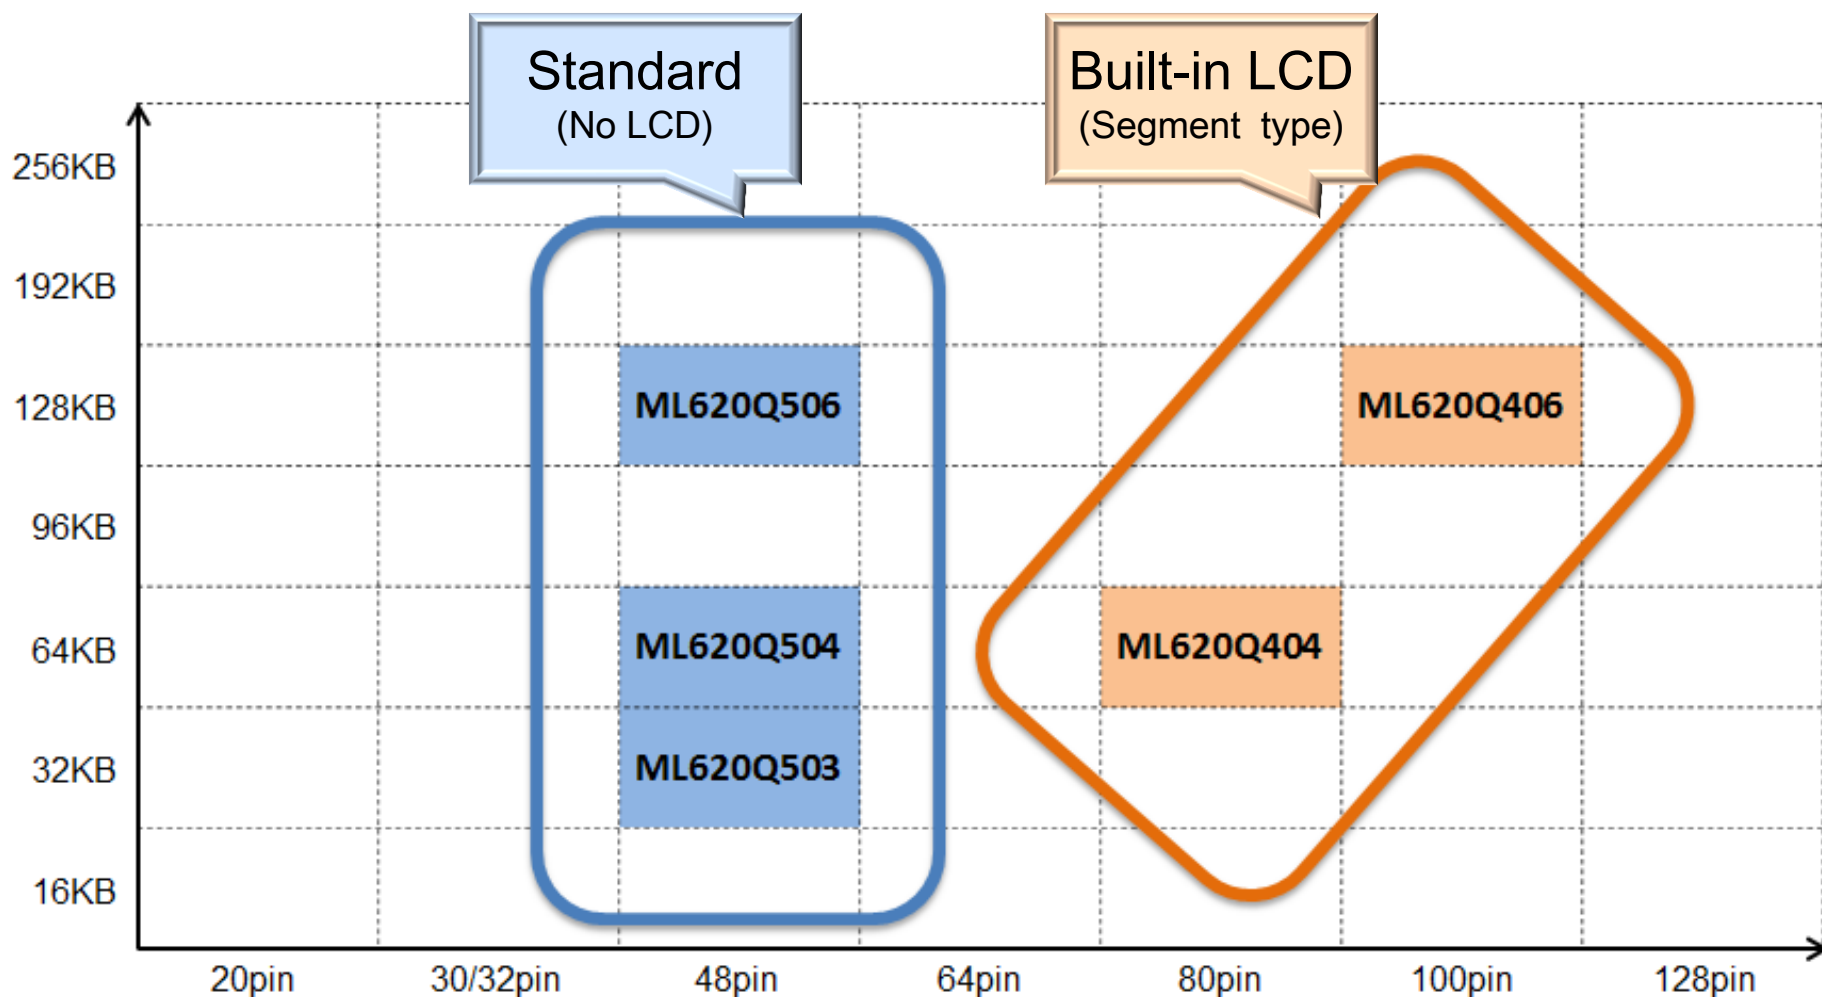 Standard
(No LCD)
Built-in LCD
(Segment type)
256KB
192KB
128KB
ML620Q506
ML620Q406
96KB
64KB
ML620Q504
ML620Q404
32KB
ML620Q503
16KB
20pin
30/32pin
48pin
64pin
80pin
100pin
128pin